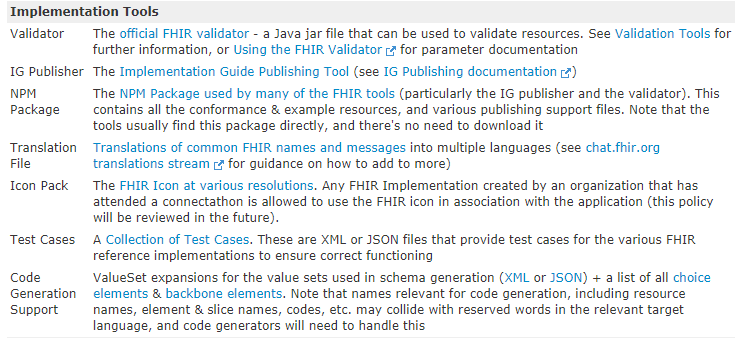 Implementation Tools
Validator The official FHIR validator - a Java jar file that can be used to validate resources. See Validation Tools for
further information, or Using the FHIR Validator for parameter documentation
IG Publisher The Implementation Guide Publishing Tool (see IG Publishing documentation )
NPM The NPM Package used by many of the FHIR tools (particularly the IG publisher and the validator). This
Package contains all the conformance & example resources, and various publishing support files. Note that the
tools usually find this package directly, and there's no need to download it
Translation Translations of common FHIR names and messages into multiple languages (see chat.fhir.org
File translations stream for guidance on how to add to more)
Icon Pack The FHIR Icon at various resolutions. Any FHIR Implementation created by an organization that has
attended a connectathon is allowed to use the FHIR icon in association with the application (this policy
will be reviewed in the future).
Test Cases A Collection of Test Cases. These are XML or JSON files that provide test cases for the various FHIR
reference implementations to ensure correct functioning
Code ValueSet expansions for the value sets used in schema generation (XML or JSON) + a list of all choice
Generation elements & backbone elements. Note that names relevant for code generation, including resource
Support names, element & slice names, codes, etc. may collide with reserved words in the relevant target
language, and code generators will need to handle this